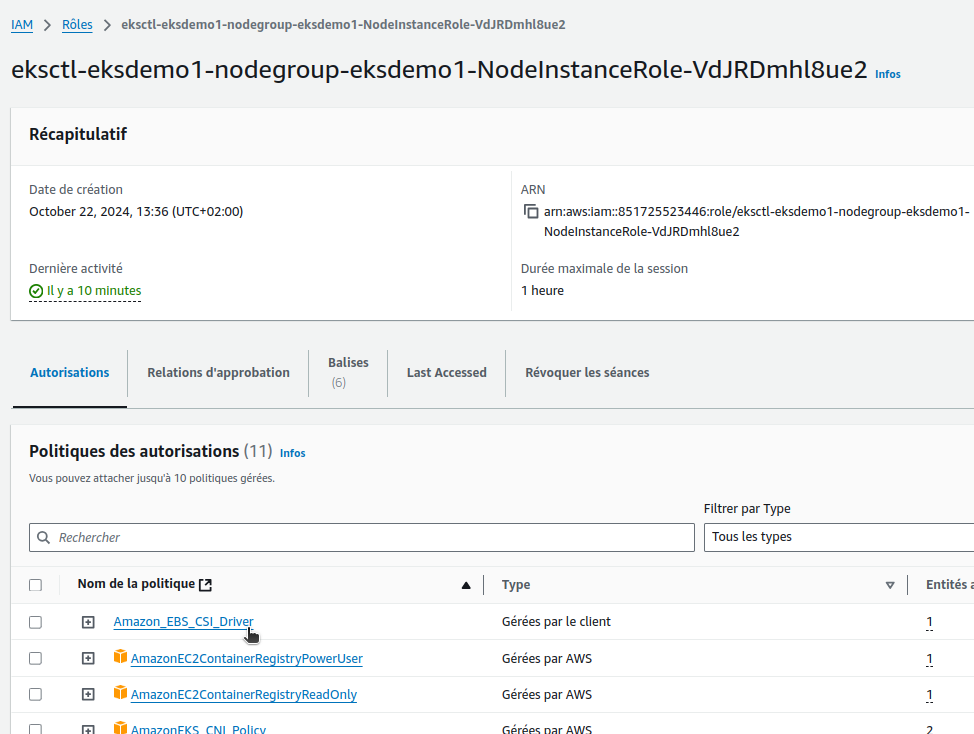 IAM > Rôles > eksctl-eksdemo1-nodegroup-eksdemo1-NodeInstanceRole-VdJRDmhl8ue2
eksctl-eksdemo1-nodegroup-eksdemo1-NodeInstanceRole-VdJRDmhl8ue2 Infos
Récapitulatif
Date de création
October 22, 2024, 13:36 (UTC+02:00)
ARN
arn:aws:iam::851725523446:role/eksctl-eksdemo1-nodegroup-eksdemo1-
NodeInstanceRole-VdJRDmhl8ue2
Dernière activité
Il y a 10 minutes
Durée maximale de la session
1 heure
Autorisations
Relations d'approbation
Balises
(6)
Last Accessed
Révoquer les séances
Politiques des autorisations (11) Infos
Vous pouvez attacher jusqu'à 10 politiques gérées.
Filtrer par Type
Rechercher
Tous les types
Nom de la politique Type Entités a
Amazon_EBS_CSI_Driver Gérées par le client 1
AmazonEC2ContainerRegistryPowerUser Gérées par AWS 1
AmazonEC2ContainerRegistryReadOnly Gérées par AWS 1
AmazonEKS_CNI_Policy Gérées par AWS 2